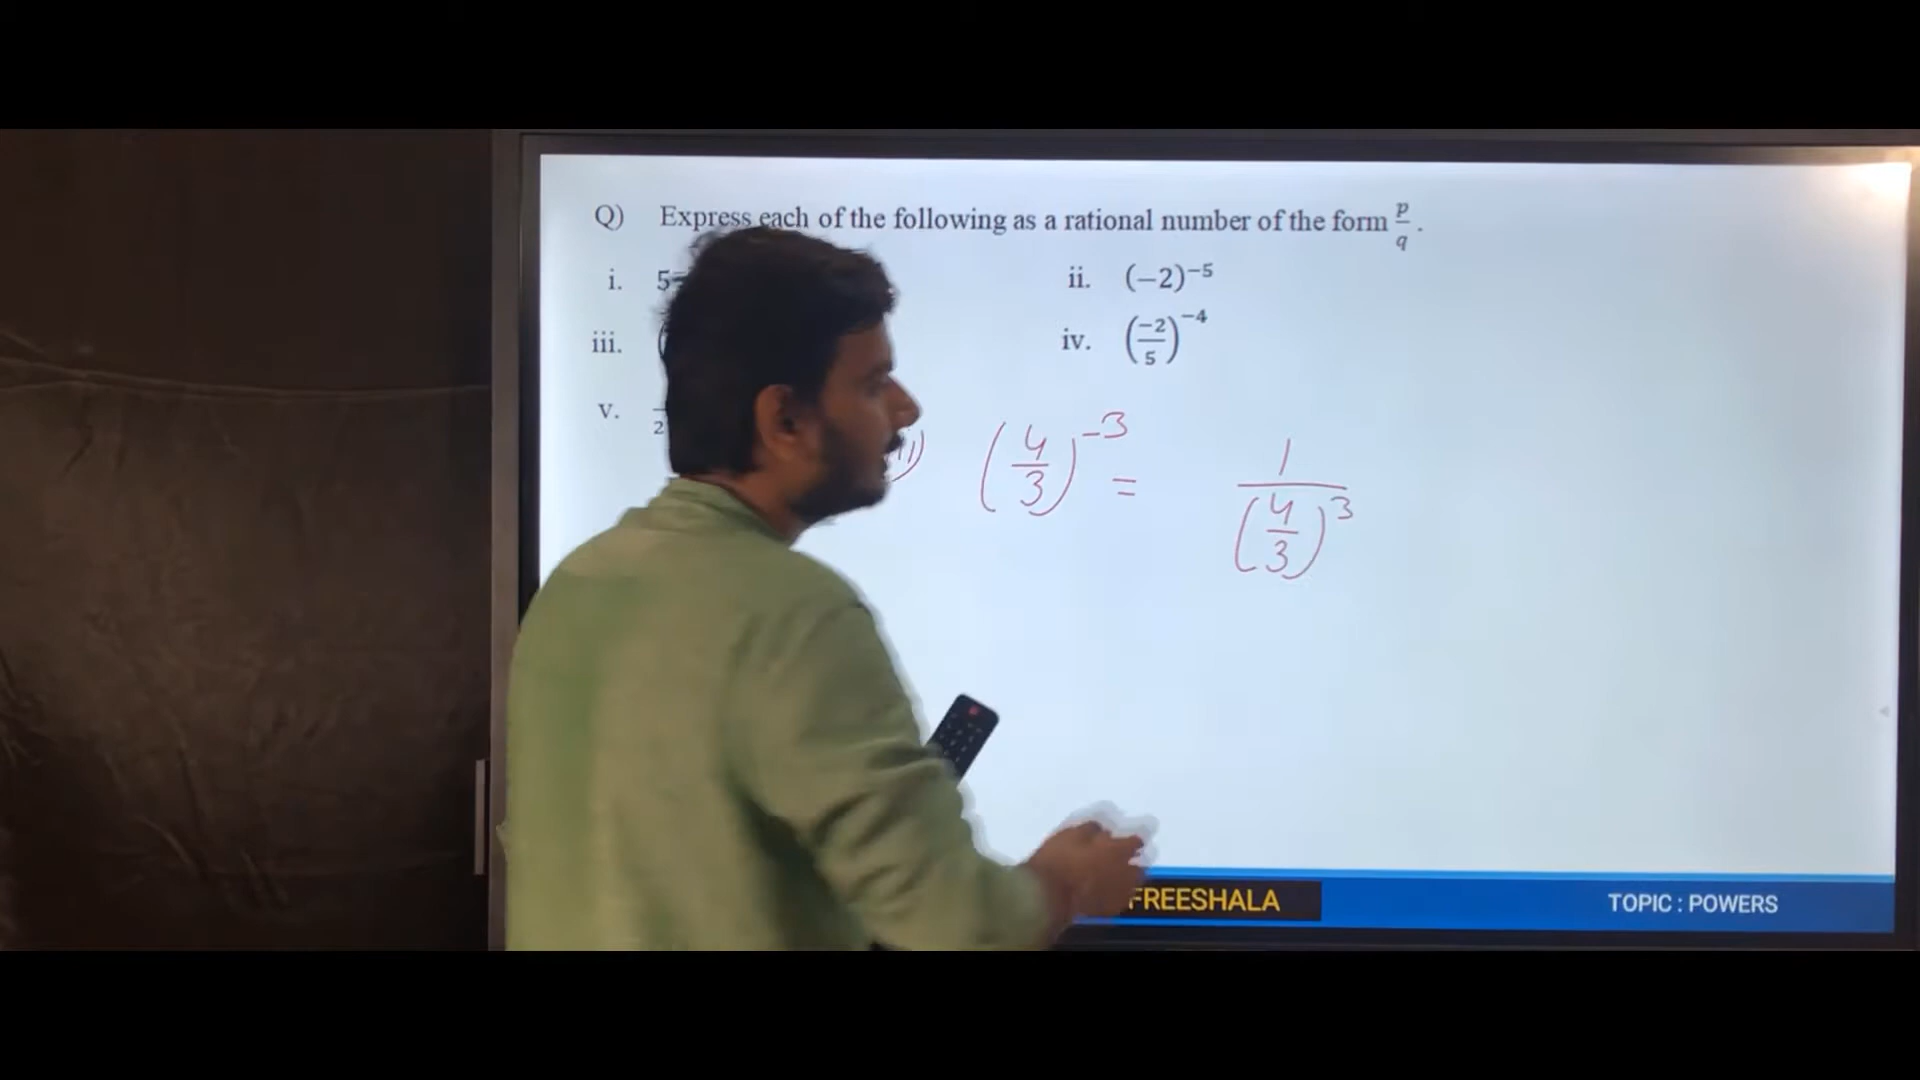 Q) Express each of the following as a rational number of the form p/q .
i. 5
ii. (−2)⁻⁵
iii. (
iv. (−2/5)⁻⁴
v. 2
(4/3)⁻³ = 1/(4/3)³
FREESHALA
TOPIC : POWERS